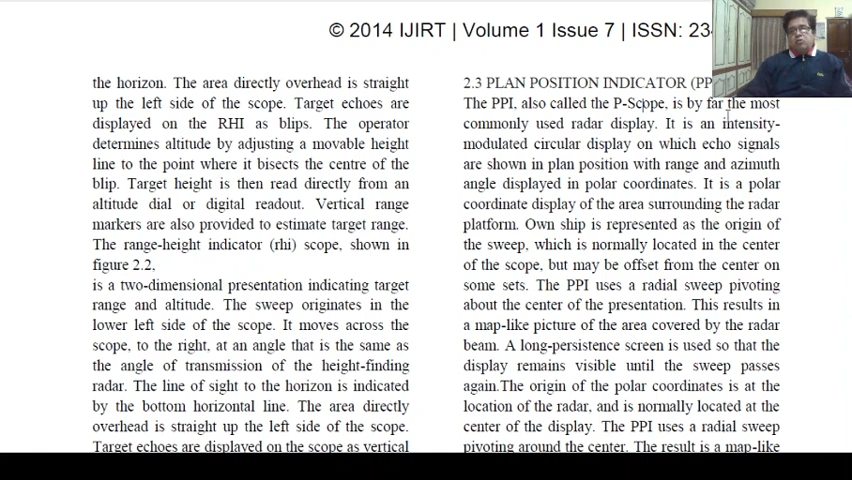 © 2014 IJIRT | Volume 1 Issue 7 | ISSN: 234
the horizon. The area directly overhead is straight
up the left side of the scope. Target echoes are
displayed on the RHI as blips. The operator
determines altitude by adjusting a movable height
line to the point where it bisects the centre of the
blip. Target height is then read directly from an
altitude dial or digital readout. Vertical range
markers are also provided to estimate target range.
The range-height indicator (rhi) scope, shown in
figure 2.2,
is a two-dimensional presentation indicating target
range and altitude. The sweep originates in the
lower left side of the scope. It moves across the
scope, to the right, at an angle that is the same as
the angle of transmission of the height-finding
radar. The line of sight to the horizon is indicated
by the bottom horizontal line. The area directly
overhead is straight up the left side of the scope.
Target echoes are displayed on the scope as vertical
2.3 PLAN POSITION INDICATOR (PP
The PPI, also called the P-Scope, is by far the most
commonly used radar display. It is an intensity-
modulated circular display on which echo signals
are shown in plan position with range and azimuth
angle displayed in polar coordinates. It is a polar
coordinate display of the area surrounding the radar
platform. Own ship is represented as the origin of
the sweep, which is normally located in the center
of the scope, but may be offset from the center on
some sets. The PPI uses a radial sweep pivoting
about the center of the presentation. This results in
a map-like picture of the area covered by the radar
beam. A long-persistence screen is used so that the
display remains visible until the sweep passes
again.The origin of the polar coordinates is at the
location of the radar, and is normally located at the
center of the display. The PPI uses a radial sweep
pivoting around the center. The result is a map-like